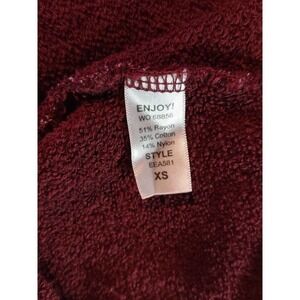 ENJOY!
WO 68856
51% Rayon
35% Cotton
14% Nylon
STYLE
EEA581
XS